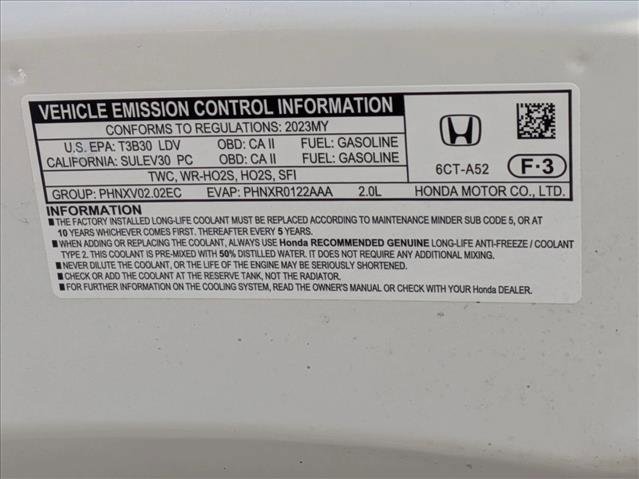 VEHICLE EMISSION CONTROL INFORMATION
CONFORMS TO REGULATIONS: 2023MY
U.S. EPA: T3B30 LDV OBD: CA II FUEL: GASOLINE
CALIFORNIA: SULEV30 PC OBD: CA II FUEL: GASOLINE
TWC, WR-HO2S, HO2S, SFI
GROUP: PHNXV02.02EC EVAP: PHNXR0122AAA 2.0L
6CT-A52 F-3
HONDA MOTOR CO., LTD.
INFORMATION
■ THE FACTORY INSTALLED LONG-LIFE COOLANT MUST BE REPLACED ACCORDING TO MAINTENANCE MINDER SUB CODE 5, OR AT
10 YEARS WHICHEVER COMES FIRST. THEREAFTER EVERY 5 YEARS.
■ WHEN ADDING OR REPLACING COOLANT, ALWAYS USE Honda RECOMMENDED GENUINE LONG-LIFE ANTI-FREEZE / COOLANT
TYPE 2. THIS COOLANT IS PRE-MIXED WITH 50% DISTILLED WATER. IT DOES NOT REQUIRE ANY ADDITIONAL MIXING.
■ NEVER DILUTE THE COOLANT, OR THE LIFE OF THE ENGINE MAY BE SERIOUSLY SHORTENED.
■ CHECK OR ADD THE COOLANT AT THE RESERVE TANK, NOT THE RADIATOR.
■ FOR FURTHER INFORMATION ON THE COOLING SYSTEM, READ THE OWNER'S MANUAL OR CHECK WITH YOUR Honda DEALER.